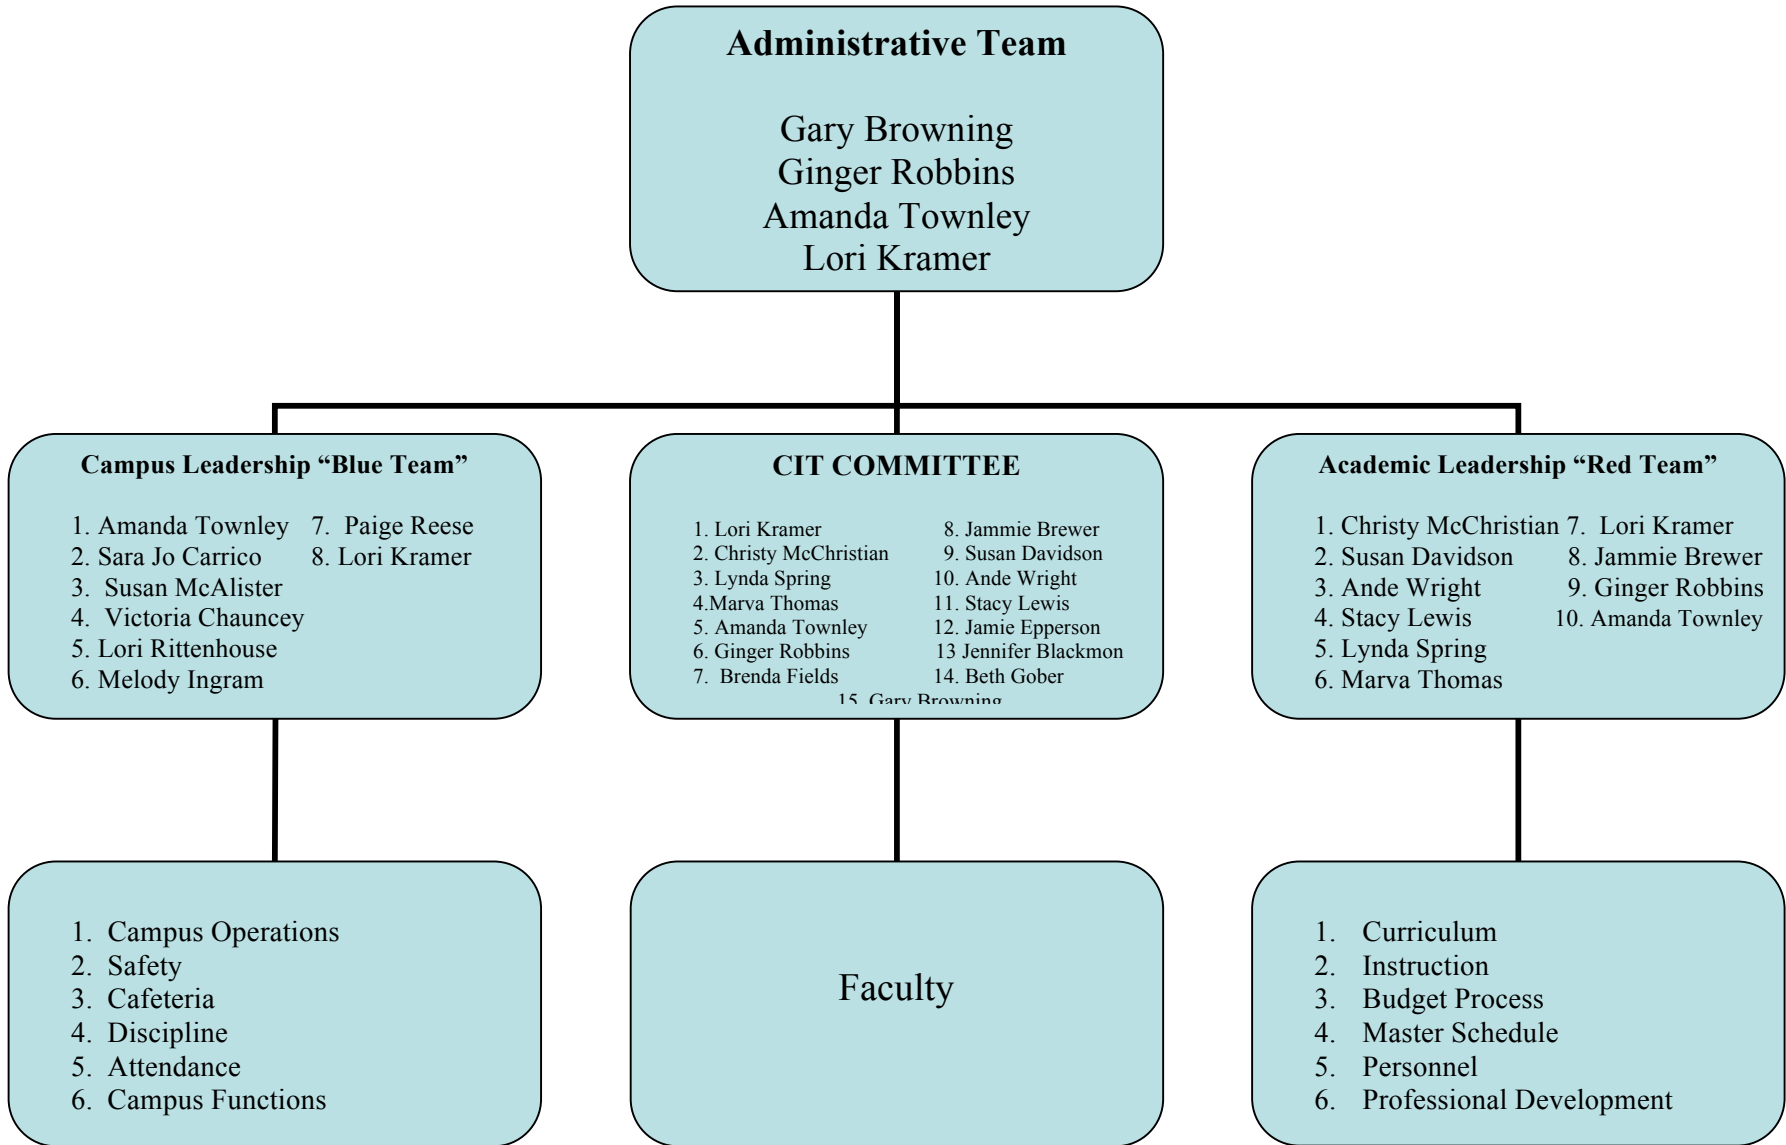 Administrative Team
Gary Browning
Ginger Robbins
Amanda Townley
Lori Kramer
Campus Leadership “Blue Team”
1. Amanda Townley 7. Paige Reese
2. Sara Jo Carrico 8. Lori Kramer
3. Susan McAlister
4. Victoria Chauncey
5. Lori Rittenhouse
6. Melody Ingram
CIT COMMITTEE
1. Lori Kramer 8. Jammie Brewer
2. Christy McChristian 9. Susan Davidson
3. Lynda Spring 10. Ande Wright
4.Marva Thomas 11. Stacy Lewis
5. Amanda Townley 12. Jamie Epperson
6. Ginger Robbins 13 Jennifer Blackmon
7. Brenda Fields 14. Beth Gober
15. Gary Browning
Academic Leadership “Red Team”
1. Christy McChristian 7. Lori Kramer
2. Susan Davidson 8. Jammie Brewer
3. Ande Wright 9. Ginger Robbins
4. Stacy Lewis 10. Amanda Townley
5. Lynda Spring
6. Marva Thomas
1. Campus Operations
2. Safety
3. Cafeteria
4. Discipline
5. Attendance
6. Campus Functions
Faculty
1. Curriculum
2. Instruction
3. Budget Process
4. Master Schedule
5. Personnel
6. Professional Development